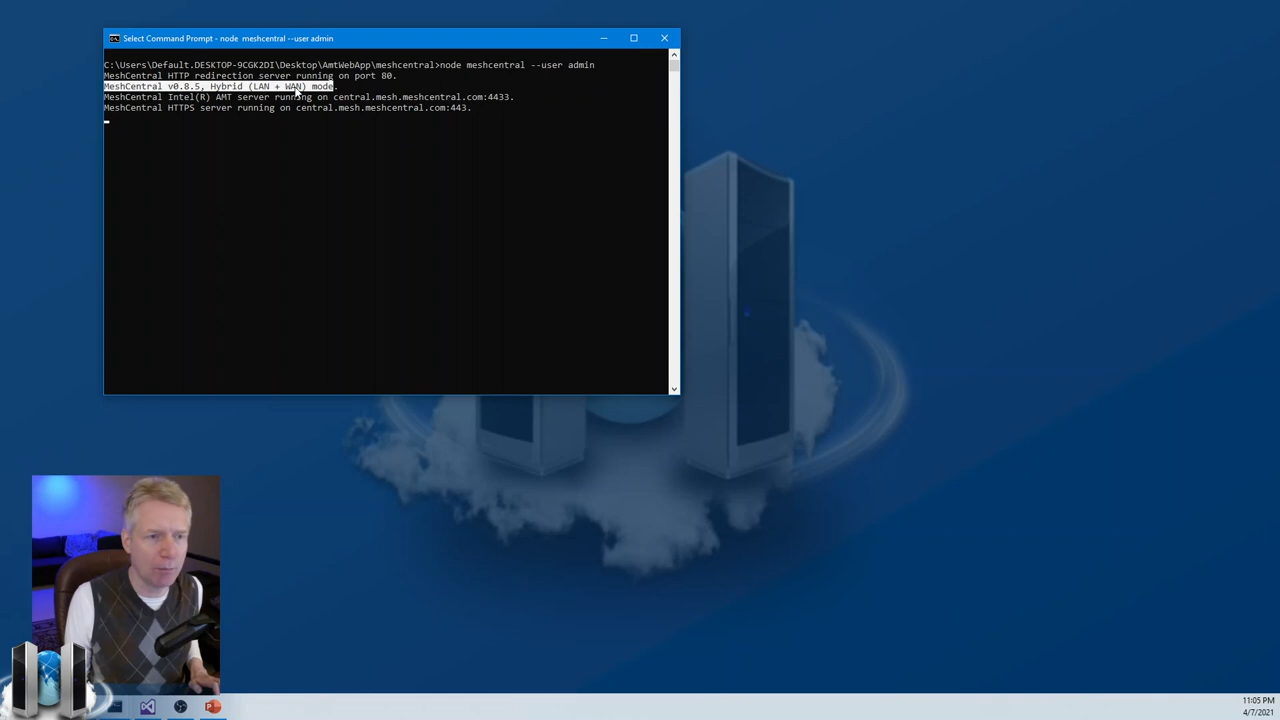 Select Command Prompt - node  meshcentral --user admin
C:\Users\Default.DESKTOP-9CGK2DI\Desktop\AmtWebApp\meshcentral>node meshcentral --user admin
MeshCentral HTTP redirection server running on port 80.
MeshCentral v0.8.5, Hybrid (LAN + WAN) mode.
MeshCentral Intel(R) AMT server running on central.mesh.meshcentral.com:4433.
MeshCentral HTTPS server running on central.mesh.meshcentral.com:443.
11:05 PM
4/7/2021